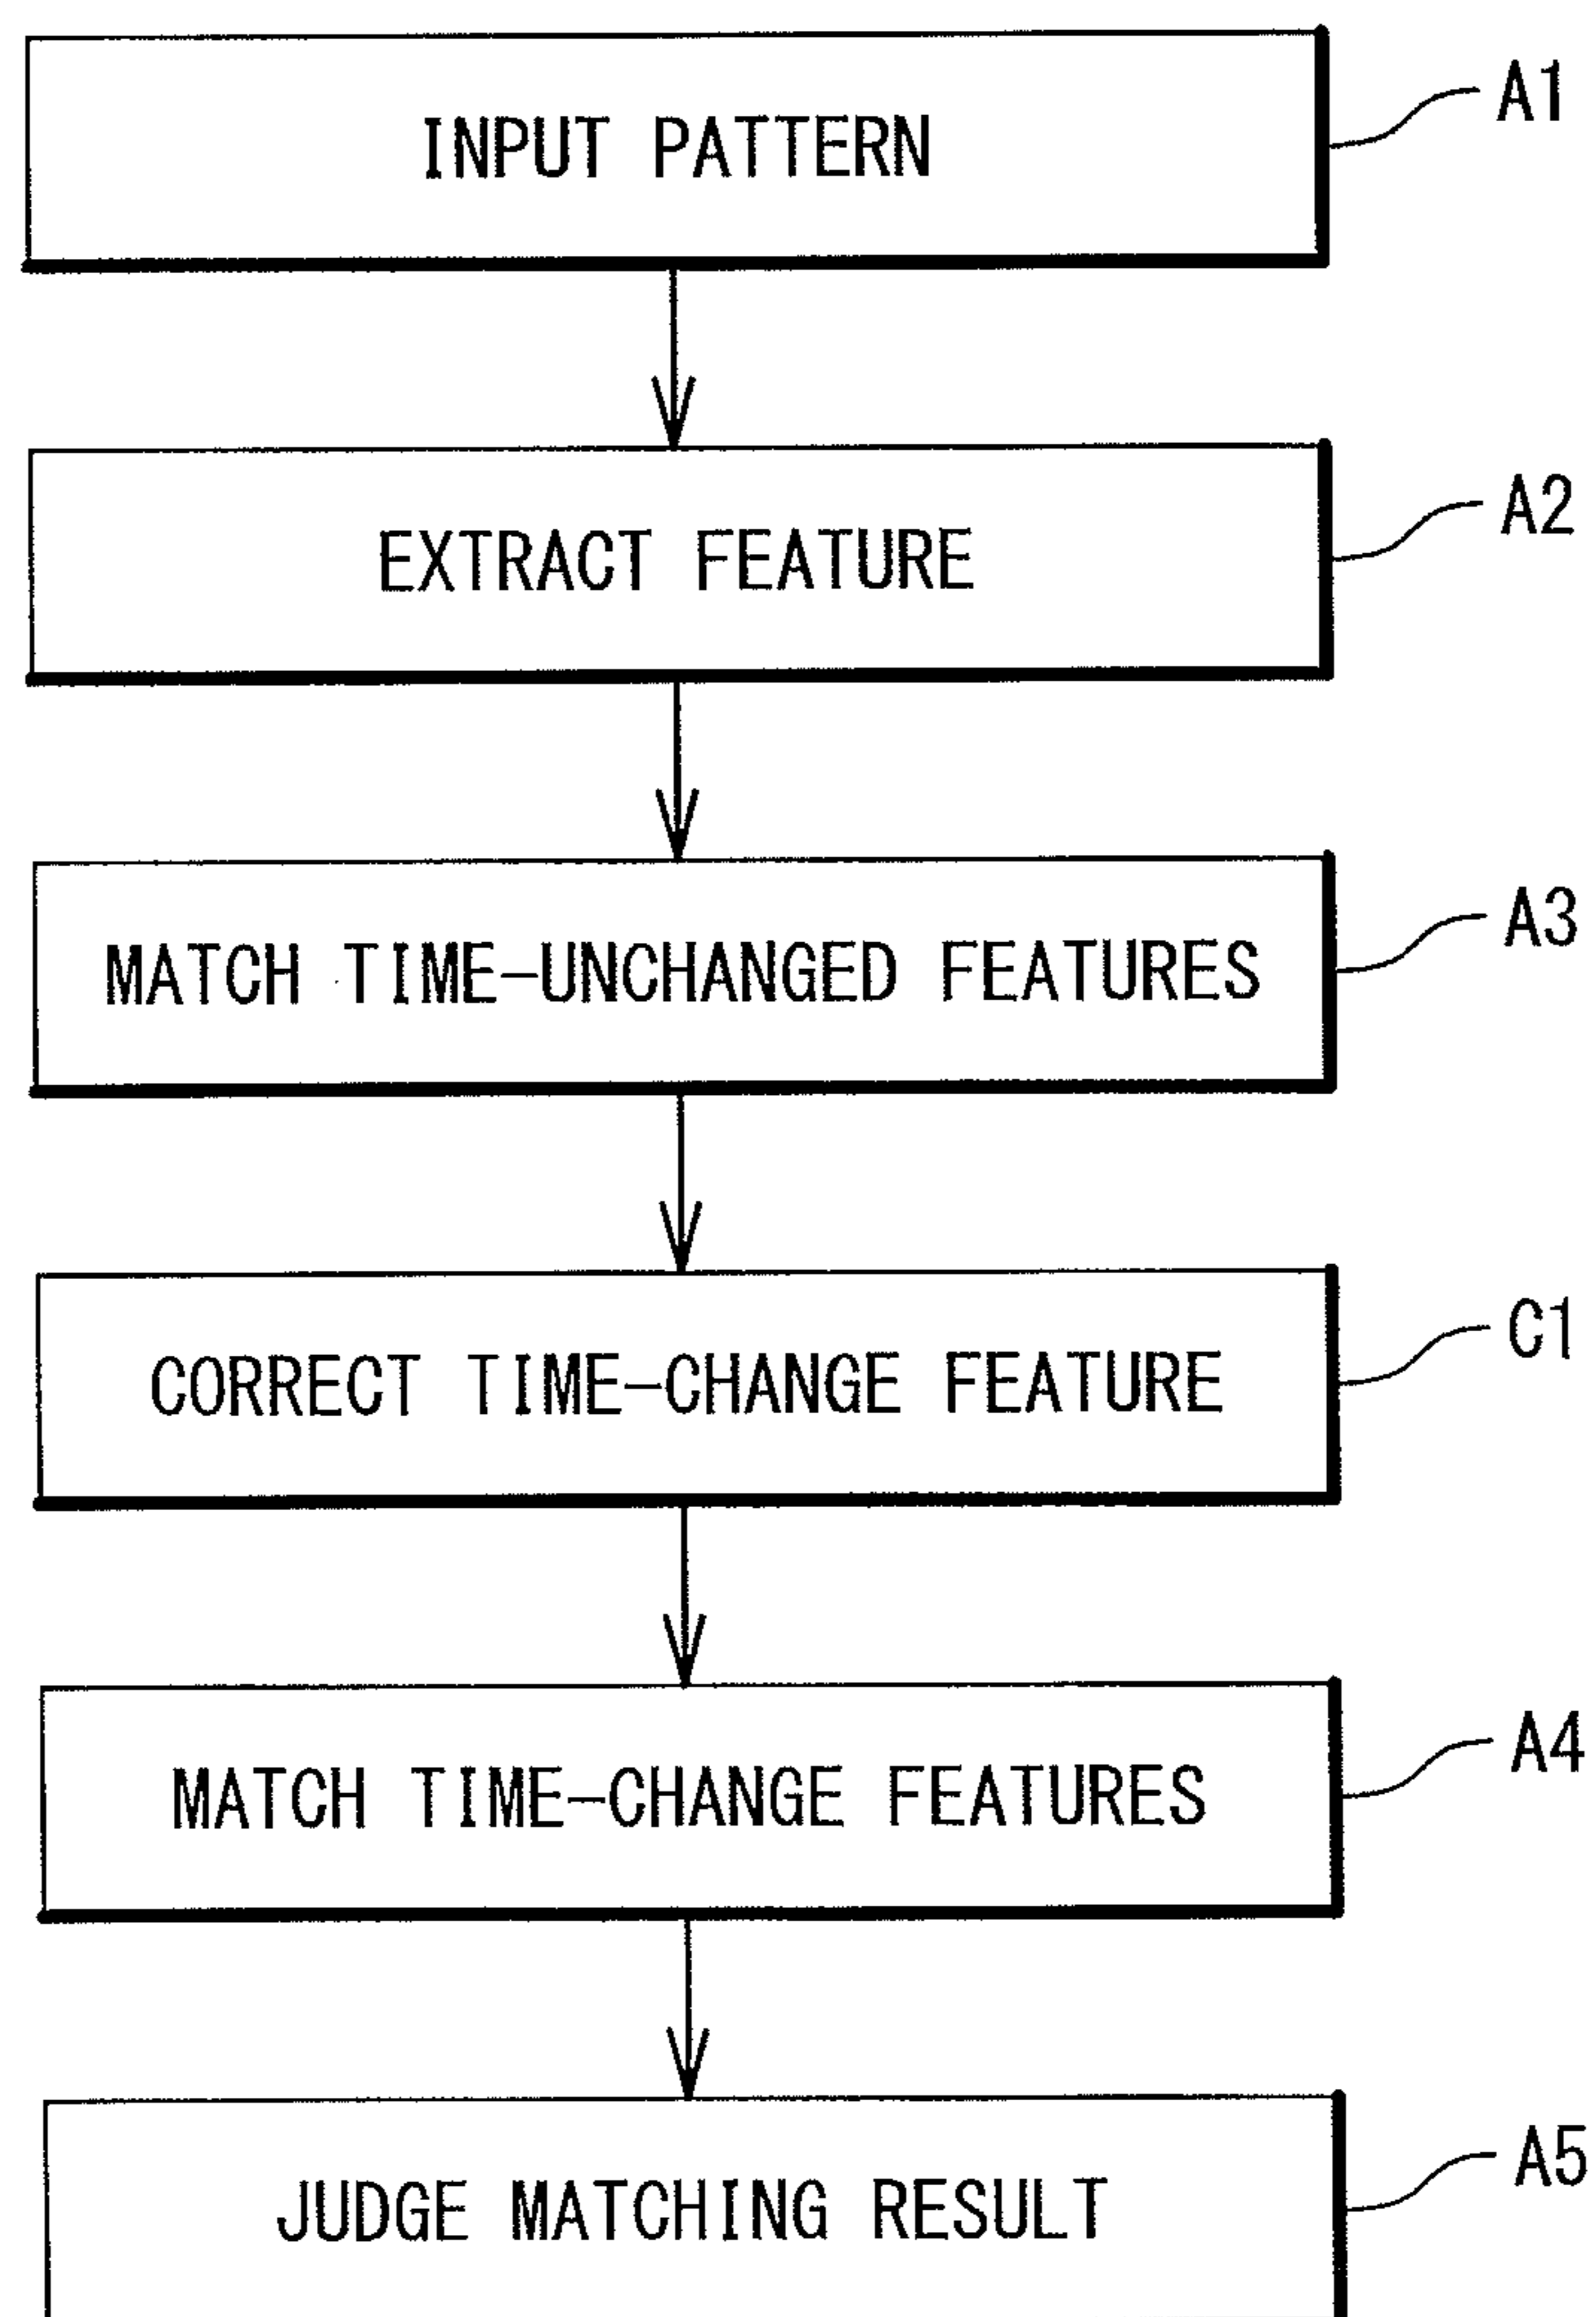 INPUT PATTERN
A1
EXTRACT FEATURE
A2
MATCH TIME-UNCHANGED FEATURES
A3
CORRECT TIME-CHANGE FEATURE
C1
MATCH TIME-CHANGE FEATURES
A4
JUDGE MATCHING RESULT
A5